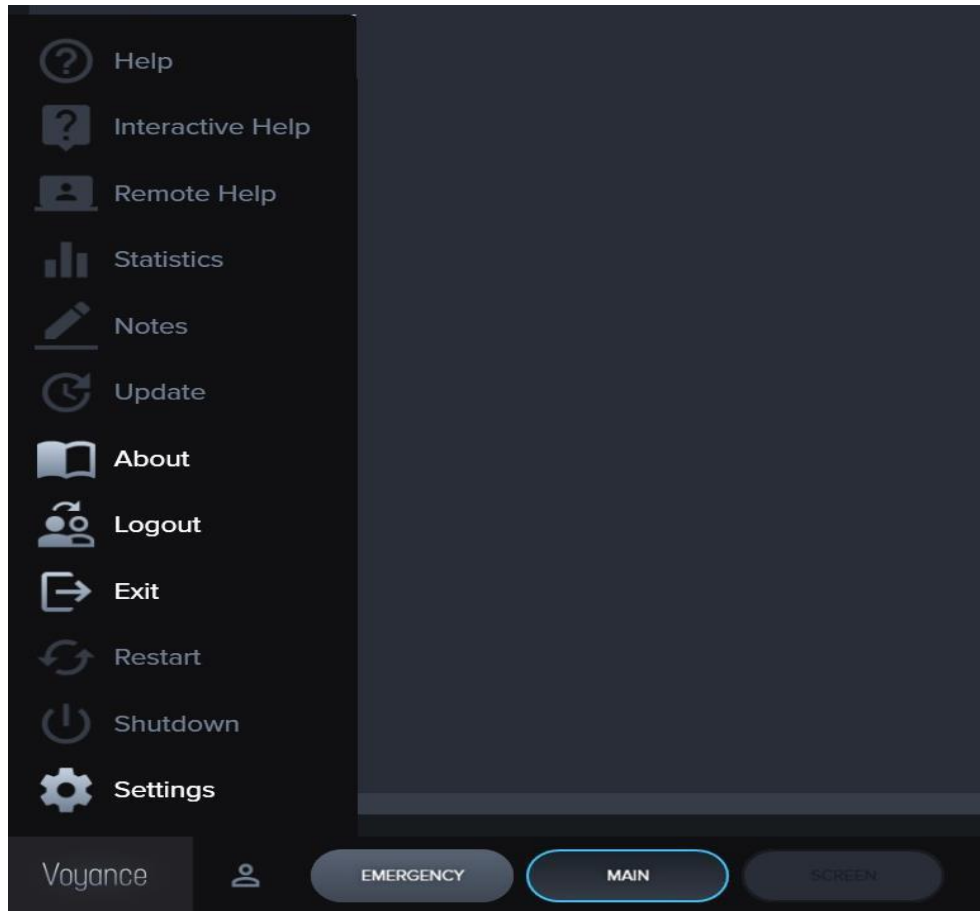 Help
Interactive Help
Remote Help
Statistics
Notes
Update
About
Logout
Exit
Restart
Shutdown
Settings
Voyance EMERGENCY MAIN SCREEN